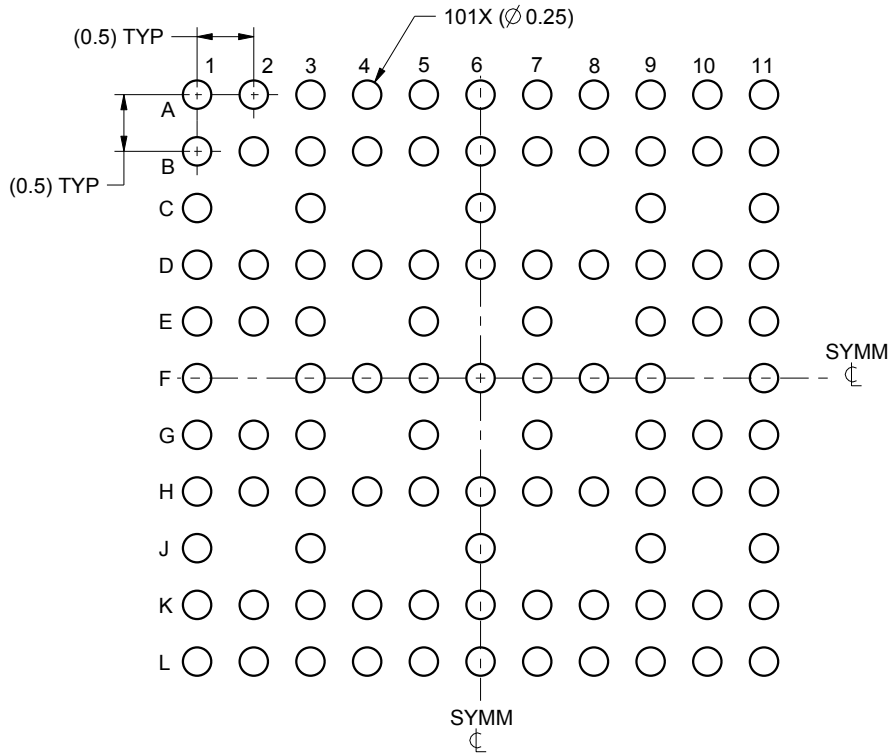 101X (∅ 0.25)
(0.5) TYP
1 2 3 4 5 6 7 8 9 10 11
A
B
(0.5) TYP
C
D
E
SYMM
℄
F
G
H
J
K
L
SYMM
℄